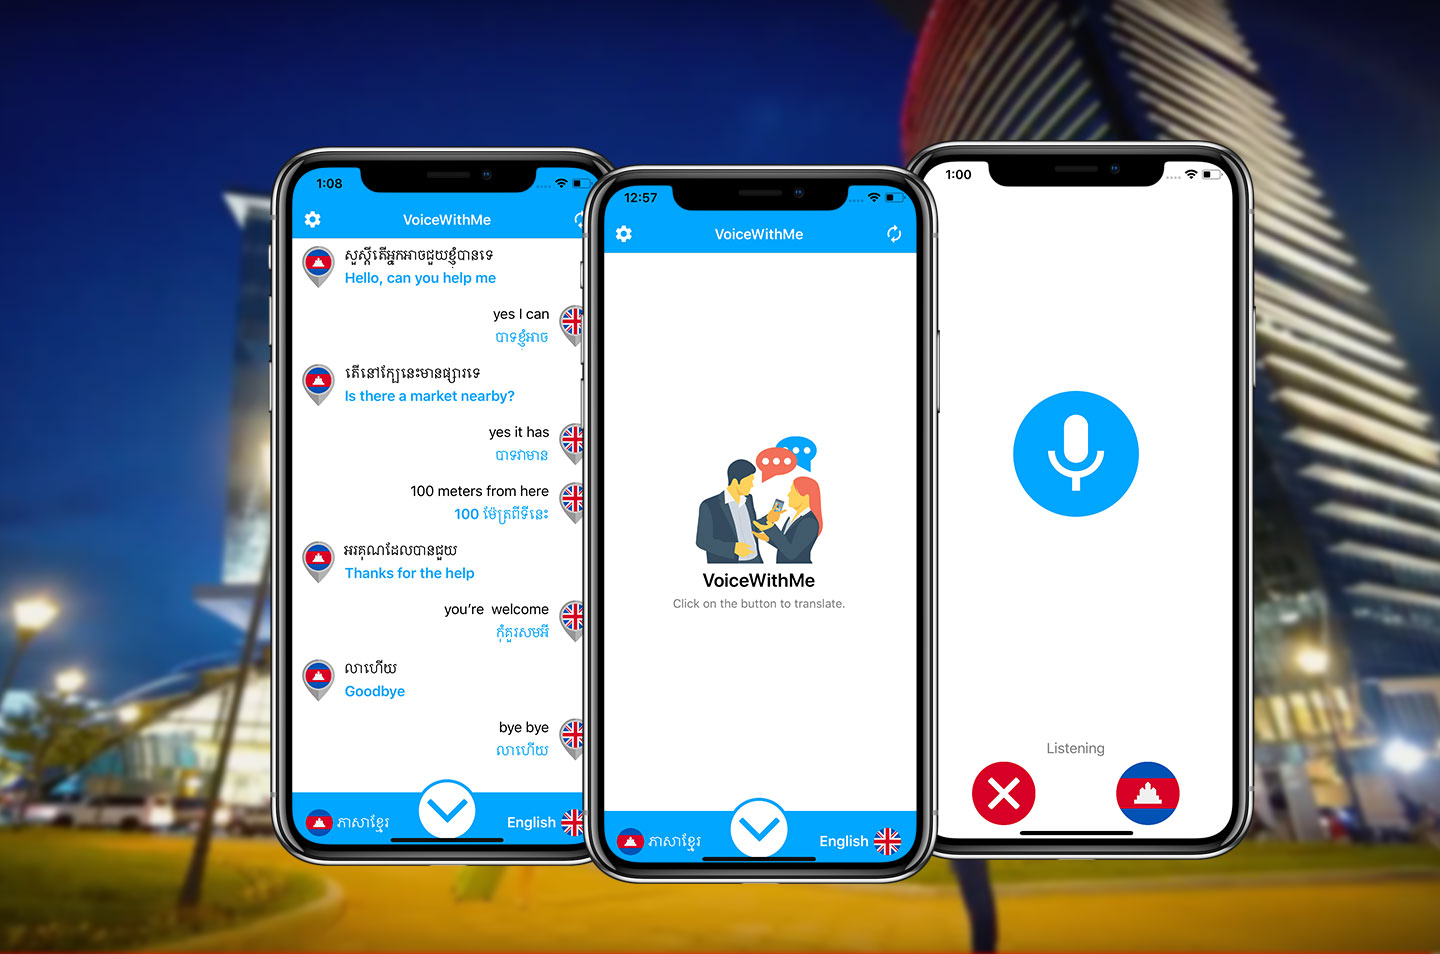 1:08
VoiceWithMe
សួស្តីតើអ្នកអាចជួយខ្ញុំបានទេ
Hello, can you help me
yes I can
បាទខ្ញុំអាច
តើនៅក្បែនេះមានផ្សារទេ
Is there a market nearby?
yes it has
បាទវាមាន
100 meters from here
100 ម៉ែត្រពីទីនេះ
អរគុណដែលបានជួយ
Thanks for the help
you're  welcome
កុំគួរសមអី
លាហើយ
Goodbye
bye bye
លាហើយ
ភាសាខ្មែរ
English
12:57
VoiceWithMe
VoiceWithMe
Click on the button to translate.
ភាសាខ្មែរ
English
1:00
Listening